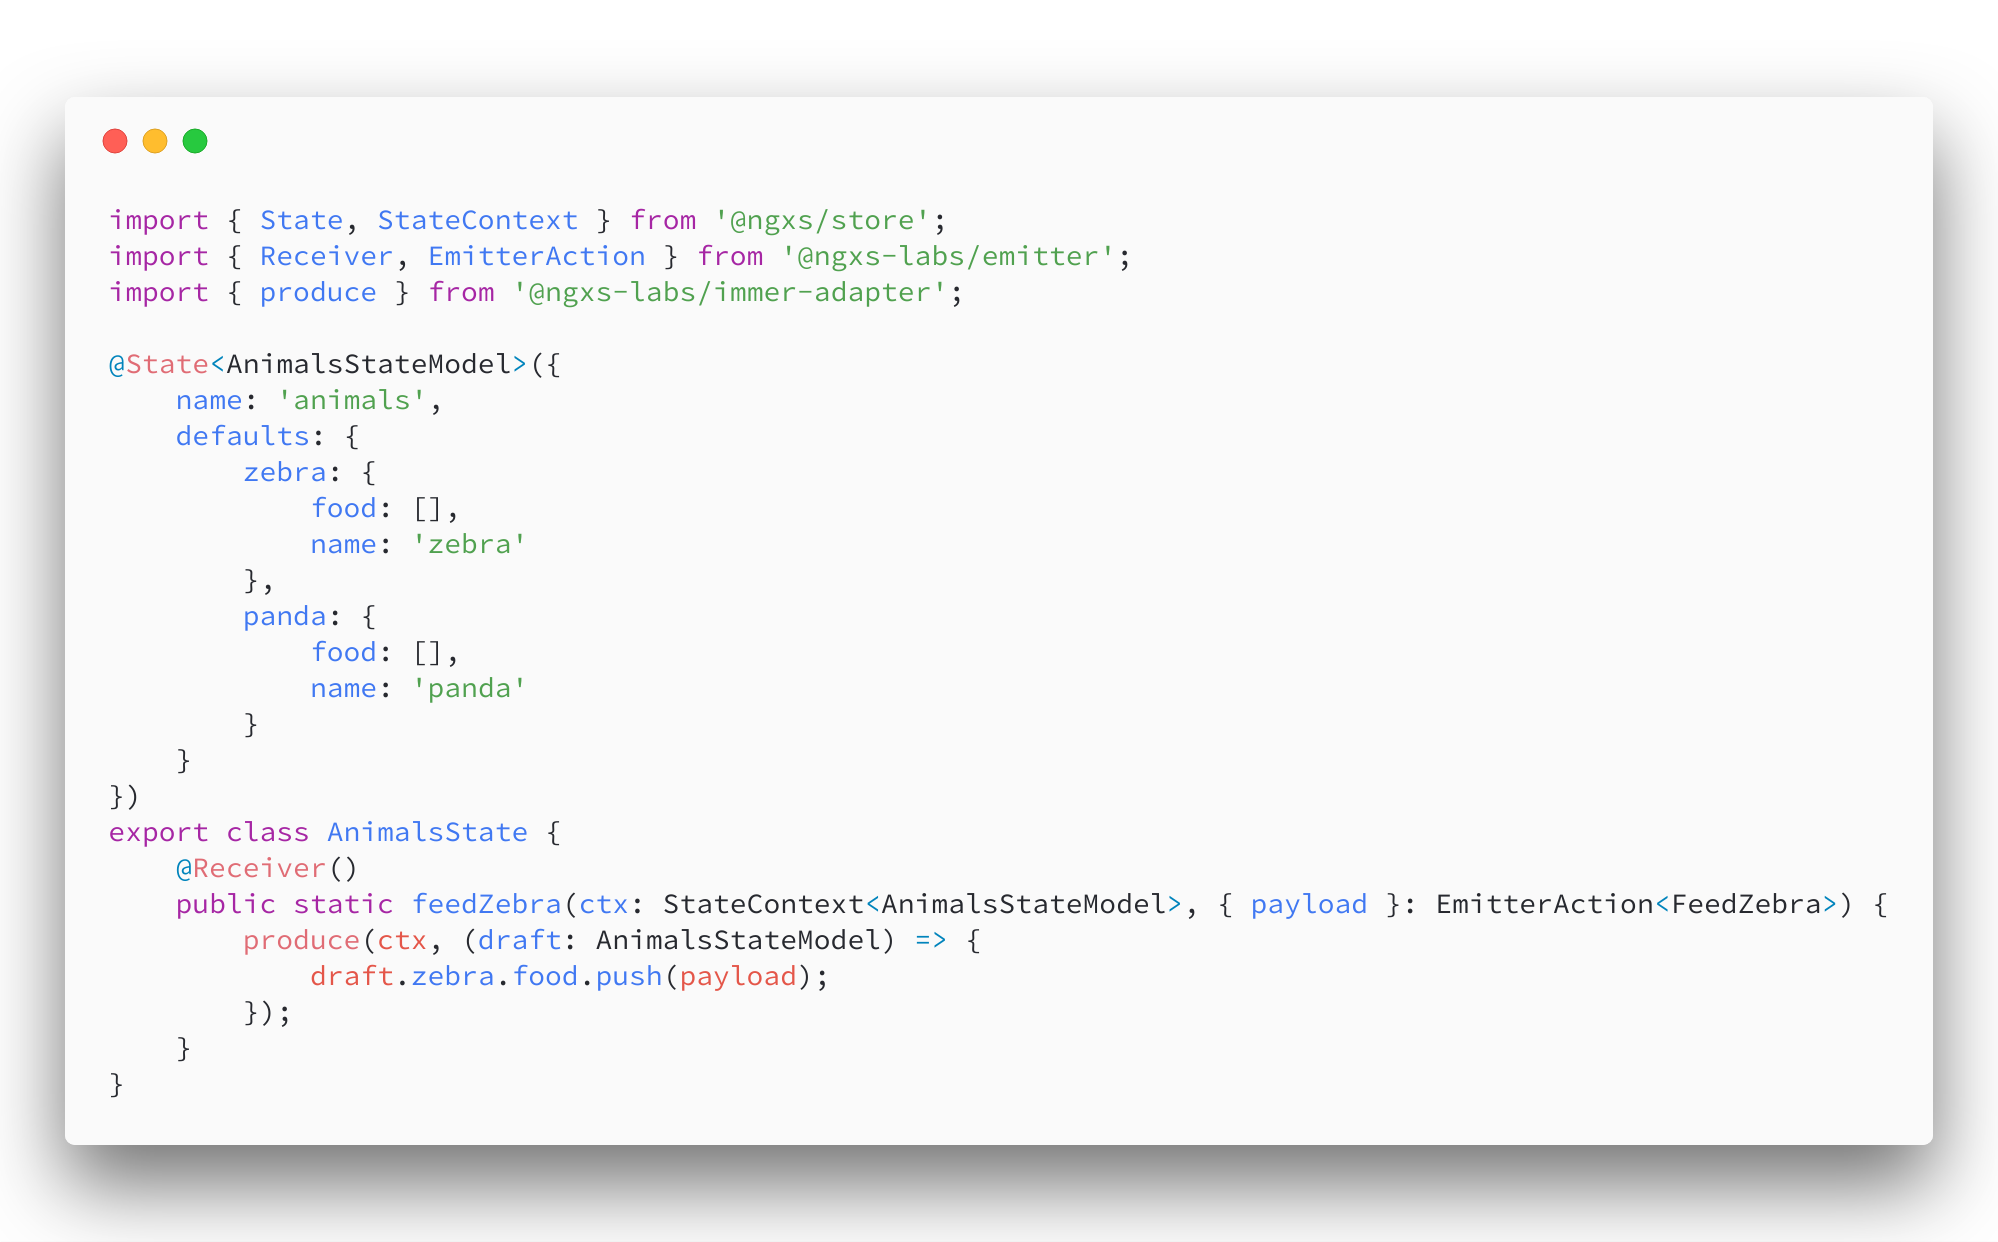 import { State, StateContext } from '@ngxs/store';
import { Receiver, EmitterAction } from '@ngxs-labs/emitter';
import { produce } from '@ngxs-labs/immer-adapter';

@State<AnimalsStateModel>({
    name: 'animals',
    defaults: {
        zebra: {
            food: [],
            name: 'zebra'
        },
        panda: {
            food: [],
            name: 'panda'
        }
    }
})
export class AnimalsState {
    @Receiver()
    public static feedZebra(ctx: StateContext<AnimalsStateModel>, { payload }: EmitterAction<FeedZebra>) {
        produce(ctx, (draft: AnimalsStateModel) => {
            draft.zebra.food.push(payload);
        });
    }
}